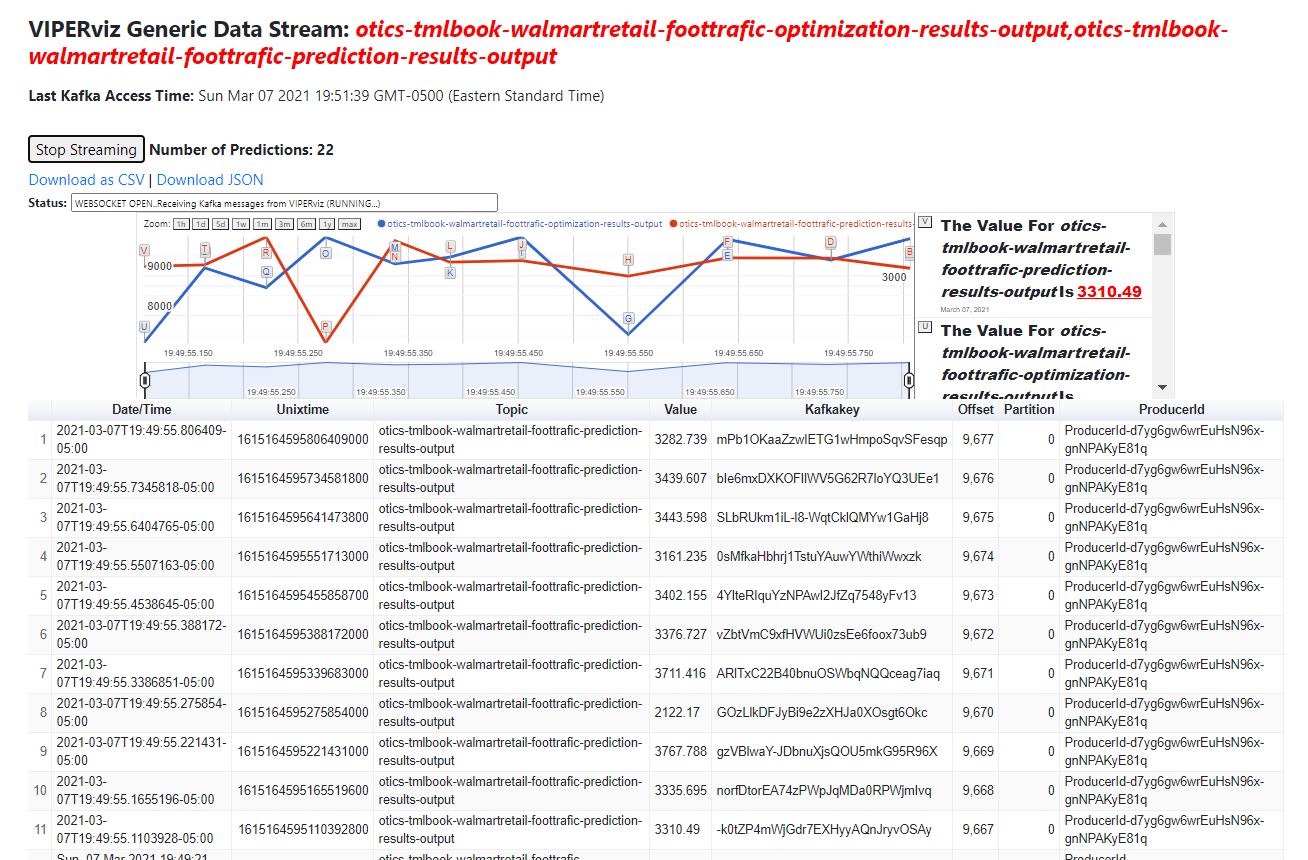 VIPERviz Generic Data Stream: otics-tmlbook-walmartretail-foottrafic-optimization-results-output,otics-tmlbook-
walmartretail-foottrafic-prediction-results-output
Last Kafka Access Time: Sun Mar 07 2021 19:51:39 GMT-0500 (Eastern Standard Time)
Stop Streaming Number of Predictions: 22
Download as CSV | Download JSON
Status: WEBSOCKET OPEN..Receiving Kafka messages from VIPERviz (RUNNING...)
Zoom: 1h 1d 5d 1w 1m 3m 6m 1y max otics-tmlbook-walmartretail-foottrafic-optimization-results-output otics-tmlbook-walmartretail-foottrafic-prediction-results-
V T R O M N L K J T H F E D B
9000
Q
3000
8000
U P G
19:49:55.150 19:49:55.250 19:49:55.350 19:49:55.450 19:49:55.550 19:49:55.650 19:49:55.750
19:49:55.250 19:49:55.350 19:49:55.450 19:49:55.550 19:49:55.650 19:49:55.750
V The Value For otics-
tmlbook-walmartretail-
foottrafic-prediction-
results-output Is 3310.49
March 07, 2021
U The Value For otics-
tmlbook-walmartretail-
foottrafic-optimization-
results-output Is
Date/Time Unixtime Topic Value Kafkakey Offset Partition ProducerId
1 2021-03-07T19:49:55.806409-05:00 1615164595806409000 otics-tmlbook-walmartretail-foottrafic-prediction-results-output 3282.739 mPb1OKaaZzwIETG1wHmpoSqvSFesqp 9,677 0 ProducerId-d7yg6gw6wrEuHsN96x-gnNPAKyE81q
2 2021-03-07T19:49:55.7345818-05:00 1615164595734581800 otics-tmlbook-walmartretail-foottrafic-prediction-results-output 3439.607 bIe6mxDXKOFIlWV5G62R7loYQ3UEe1 9,676 0 ProducerId-d7yg6gw6wrEuHsN96x-gnNPAKyE81q
3 2021-03-07T19:49:55.6404765-05:00 1615164595641473800 otics-tmlbook-walmartretail-foottrafic-prediction-results-output 3443.598 SLbRUkm1iL-I8-WqtCkIQMYw1GaHj8 9,675 0 ProducerId-d7yg6gw6wrEuHsN96x-gnNPAKyE81q
4 2021-03-07T19:49:55.5507163-05:00 1615164595551713000 otics-tmlbook-walmartretail-foottrafic-prediction-results-output 3161.235 0sMfkaHbhrj1TstuYAuwYWthiWwxzk 9,674 0 ProducerId-d7yg6gw6wrEuHsN96x-gnNPAKyE81q
5 2021-03-07T19:49:55.4538645-05:00 1615164595455858700 otics-tmlbook-walmartretail-foottrafic-prediction-results-output 3402.155 4YIteRIquYzNPAwI2JfZq7548yFv13 9,673 0 ProducerId-d7yg6gw6wrEuHsN96x-gnNPAKyE81q
6 2021-03-07T19:49:55.388172-05:00 1615164595388172000 otics-tmlbook-walmartretail-foottrafic-prediction-results-output 3376.727 vZbtVmC9xfHVWUi0zsEe6foox73ub9 9,672 0 ProducerId-d7yg6gw6wrEuHsN96x-gnNPAKyE81q
7 2021-03-07T19:49:55.3386851-05:00 1615164595339683000 otics-tmlbook-walmartretail-foottrafic-prediction-results-output 3711.416 ARITxC22B40bnuOSWbqNQQceag7iaq 9,671 0 ProducerId-d7yg6gw6wrEuHsN96x-gnNPAKyE81q
8 2021-03-07T19:49:55.275854-05:00 1615164595275854000 otics-tmlbook-walmartretail-foottrafic-prediction-results-output 2122.17 GOzLIkDFJyBi9e2zXHJa0XOsgt6Okc 9,670 0 ProducerId-d7yg6gw6wrEuHsN96x-gnNPAKyE81q
9 2021-03-07T19:49:55.221431-05:00 1615164595221431000 otics-tmlbook-walmartretail-foottrafic-prediction-results-output 3767.788 gzVBlwaY-JDbnuXjsQOU5mkG95R96X 9,669 0 ProducerId-d7yg6gw6wrEuHsN96x-gnNPAKyE81q
10 2021-03-07T19:49:55.1655196-05:00 1615164595165519600 otics-tmlbook-walmartretail-foottrafic-prediction-results-output 3335.695 norfDtorEA74zPWpJqMDa0RPWjmIvq 9,668 0 ProducerId-d7yg6gw6wrEuHsN96x-gnNPAKyE81q
11 2021-03-07T19:49:55.1103928-05:00 1615164595110392800 otics-tmlbook-walmartretail-foottrafic-prediction-results-output 3310.49 -k0tZP4mWjGdr7EXHyyAQnJryvOSAy 9,667 0 ProducerId-d7yg6gw6wrEuHsN96x-gnNPAKyE81q
Sun, 07 Mar 2021 19:49:21 otics-tmlbook-walmartretail-foottrafic- ProducerId-